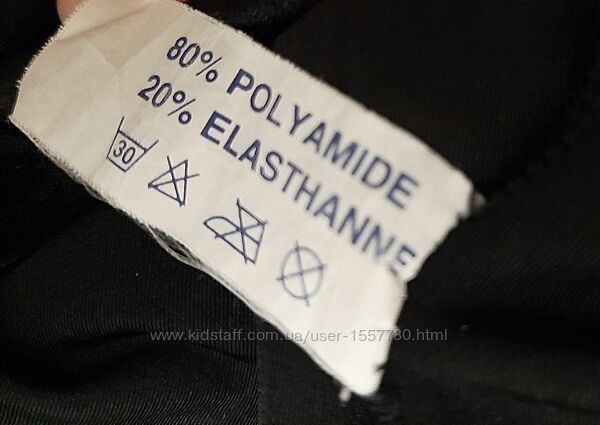 80% POLYAMIDE
20% ELASTHANNE
30
www.kidstaff.com.ua/user-1557780.html